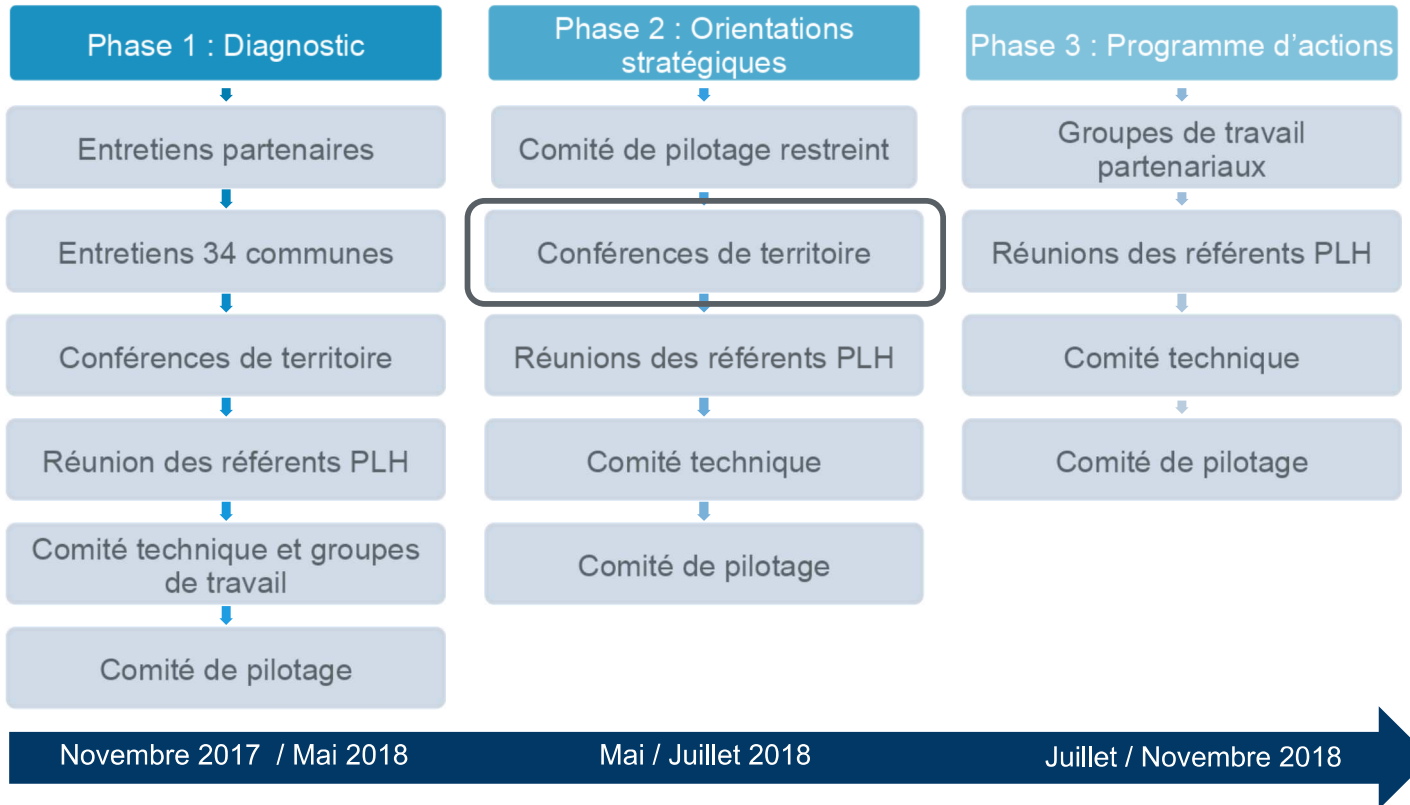 Phase 1 : Diagnostic
Entretiens partenaires
Entretiens 34 communes
Conférences de territoire
Réunion des référents PLH
Comité technique et groupes
de travail
Comité de pilotage
Phase 2 : Orientations
stratégiques
Comité de pilotage restreint
Conférences de territoire
Réunions des référents PLH
Comité technique
Comité de pilotage
Phase 3 : Programme d'actions
Groupes de travail
partenariaux
Réunions des référents PLH
Comité technique
Comité de pilotage
Novembre 2017 / Mai 2018
Mai / Juillet 2018
Juillet / Novembre 2018